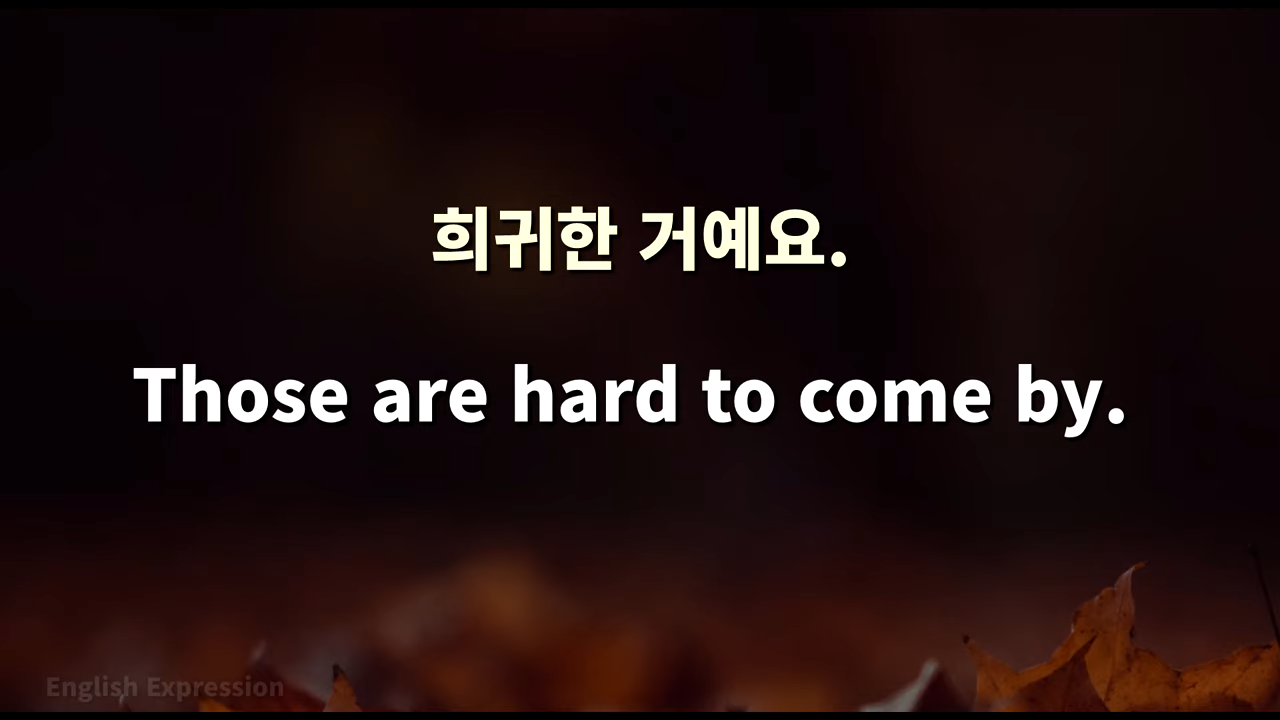 희귀한 거예요.
Those are hard to come by.
English Expression